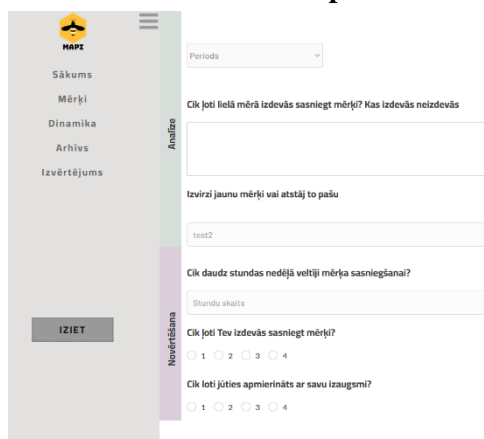 MAPI
Sākums
Mērķi
Dinamika
Arhīvs
Izvērtējums
IZIET
Analīze
Periods
Cik ļoti lielā mērā izdevās sasniegt mērķi? Kas izdevās neizdevās
Izvirzi jaunu mērķi vai atstāj to pašu
test2
Novērtēšana
Cik daudz stundas nedēļā veltīji mērķa sasniegšanai?
Stundu skaits
Cik ļoti Tev izdevās sasniegt mērķi?
1 2 3 4
Cik ļoti jūties apmierināts ar savu izaugsmi?
1 2 3 4